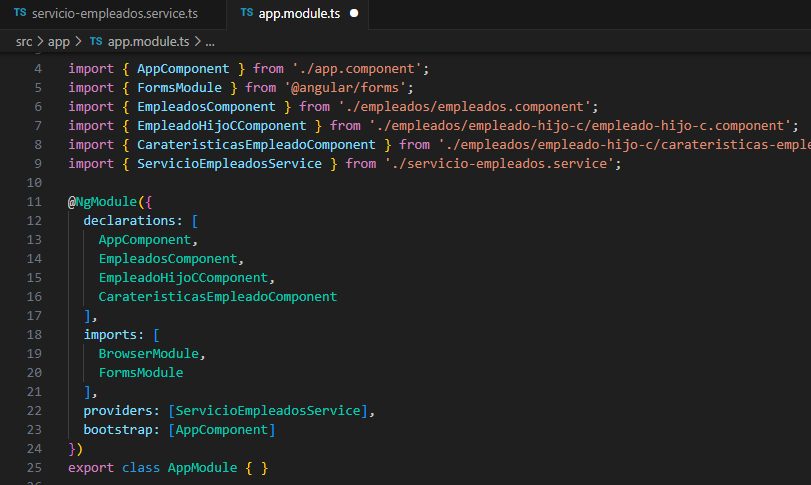 TS servicio-empleados.service.ts TS app.module.ts
src > app > TS app.module.ts > ...
4 import { AppComponent } from './app.component';
5 import { FormsModule } from '@angular/forms';
6 import { EmpleadosComponent } from './empleados/empleados.component';
7 import { EmpleadoHijoCComponent } from './empleados/empleado-hijo-c/empleado-hijo-c.component';
8 import { CarateristicasEmpleadoComponent } from './empleados/empleado-hijo-c/carateristicas-emple
9 import { ServicioEmpleadosService } from './servicio-empleados.service';
10
11 @NgModule({
12 declarations: [
13 AppComponent,
14 EmpleadosComponent,
15 EmpleadoHijoCComponent,
16 CarateristicasEmpleadoComponent
17 ],
18 imports: [
19 BrowserModule,
20 FormsModule
21 ],
22 providers: [ServicioEmpleadosService],
23 bootstrap: [AppComponent]
24 })
25 export class AppModule { }